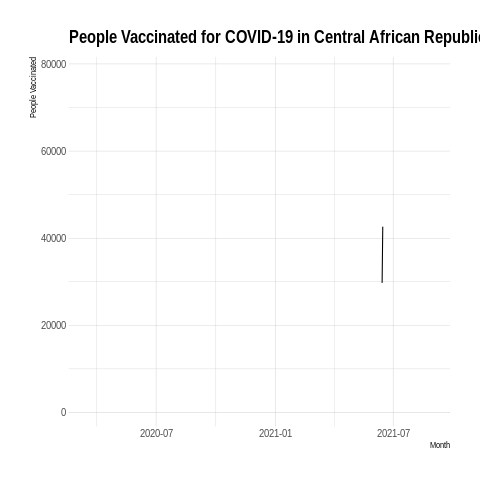 People Vaccinated for COVID-19 in Central African Republi
People Vaccinated
80000
60000
40000
20000
0
2020-07 2021-01 2021-07
Month